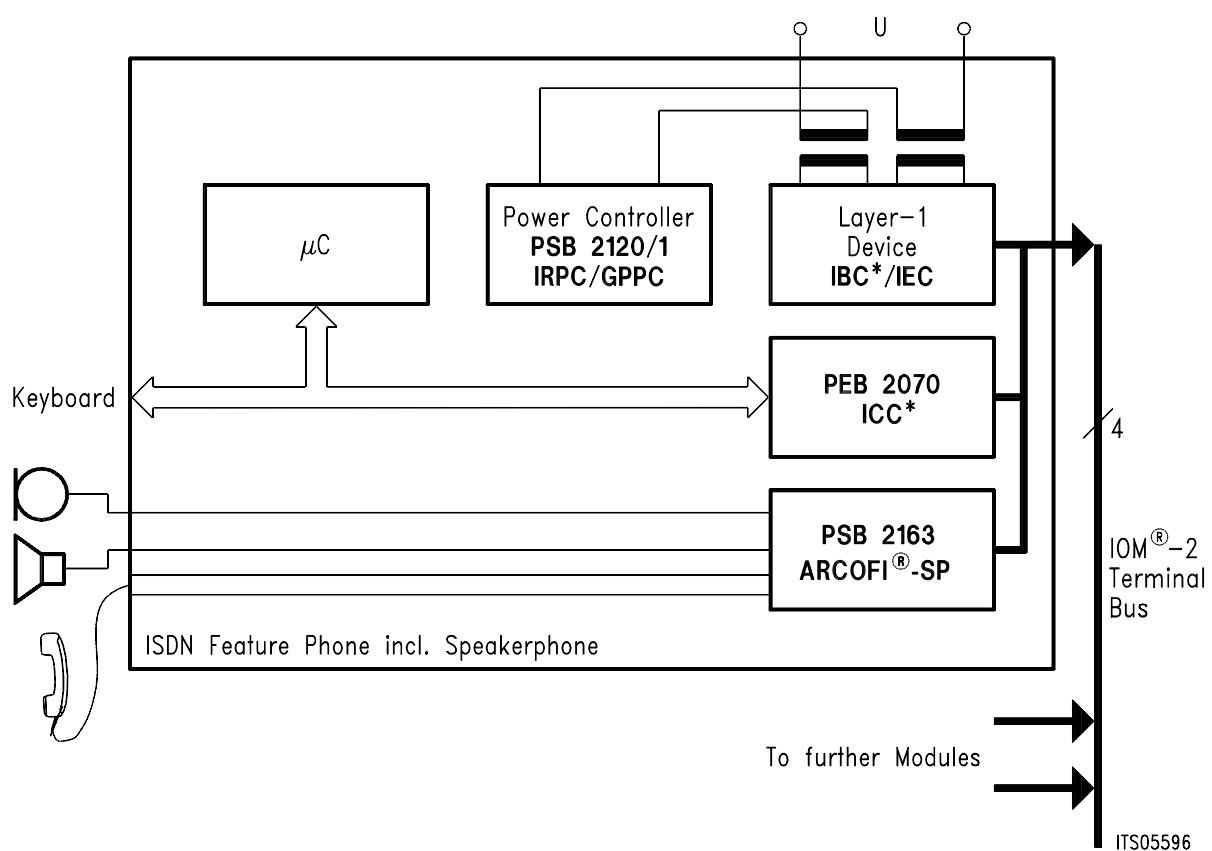 U
μC
Power Controller
PSB 2120/1
IRPC/GPPC
Layer-1
Device
IBC*/IEC
Keyboard
PEB 2070
ICC*
4
PSB 2163
ARCOFI®-SP
IOM®-2
Terminal
Bus
ISDN Feature Phone incl. Speakerphone
To further Modules
ITS05596